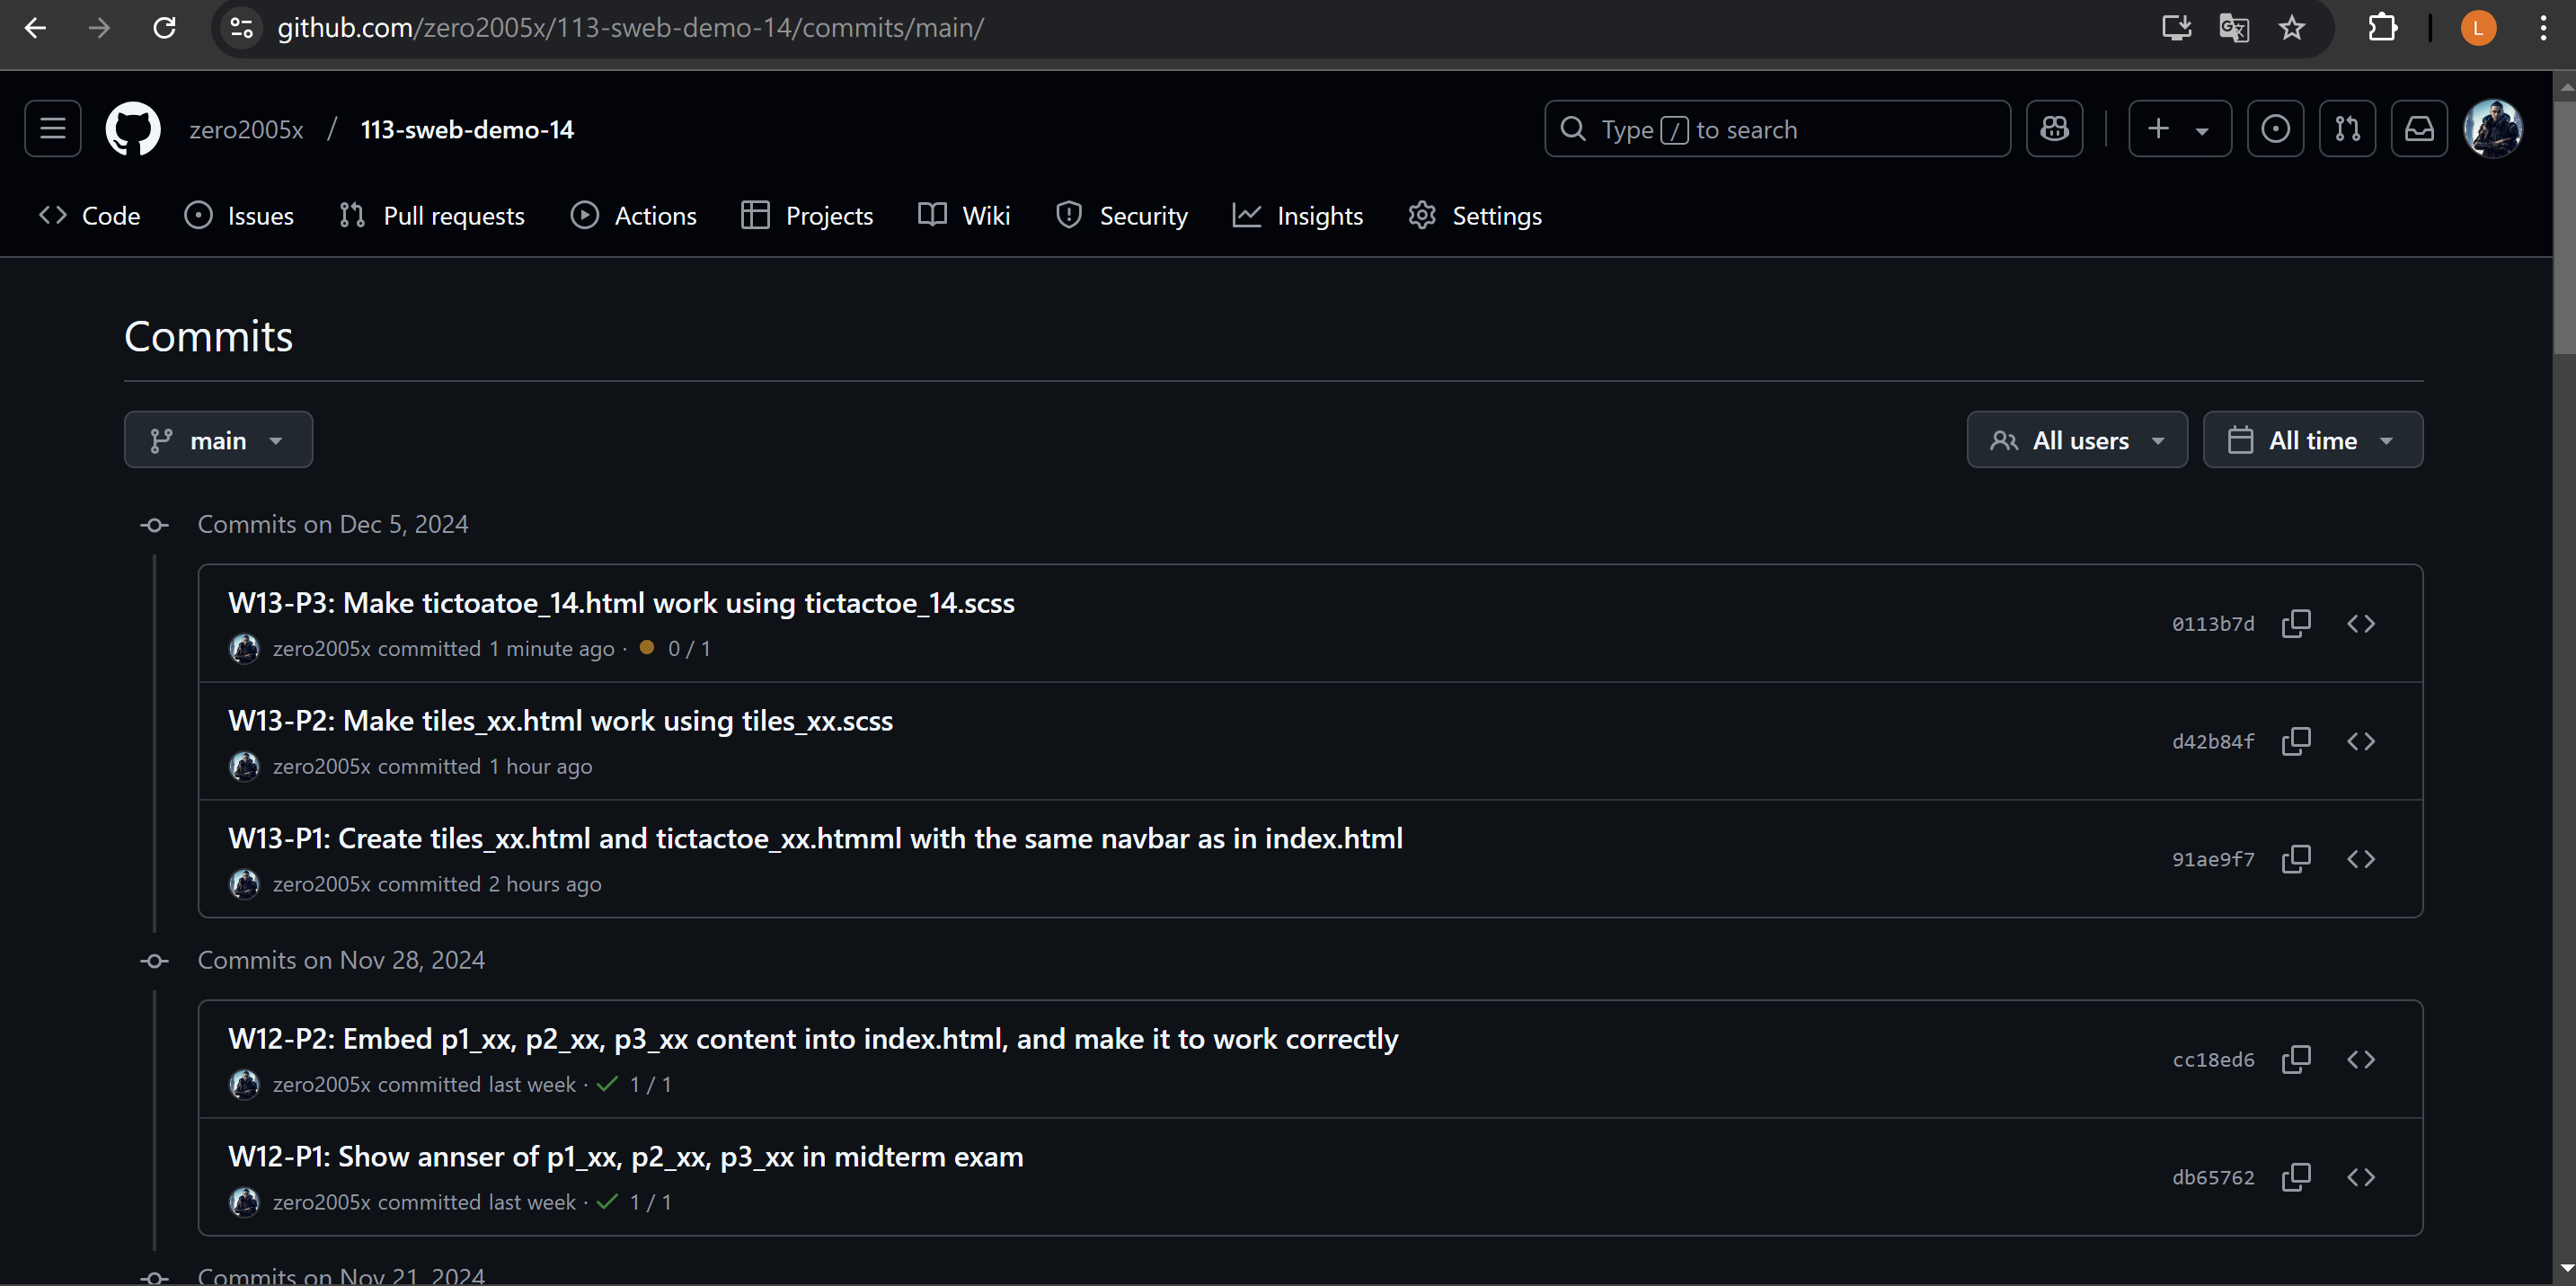 github.com/zero2005x/113-sweb-demo-14/commits/main/
L
zero2005x / 113-sweb-demo-14
Type / to search
Code Issues Pull requests Actions Projects Wiki Security Insights Settings
Commits
main
All users All time
Commits on Dec 5, 2024
W13-P3: Make tictoatoe_14.html work using tictactoe_14.scss
zero2005x committed 1 minute ago · 0 / 1
0113b7d
W13-P2: Make tiles_xx.html work using tiles_xx.scss
zero2005x committed 1 hour ago
d42b84f
W13-P1: Create tiles_xx.html and tictactoe_xx.htmml with the same navbar as in index.html
zero2005x committed 2 hours ago
91ae9f7
Commits on Nov 28, 2024
W12-P2: Embed p1_xx, p2_xx, p3_xx content into index.html, and make it to work correctly
zero2005x committed last week · 1 / 1
cc18ed6
W12-P1: Show annser of p1_xx, p2_xx, p3_xx in midterm exam
zero2005x committed last week · 1 / 1
db65762
Commits on Nov 21, 2024